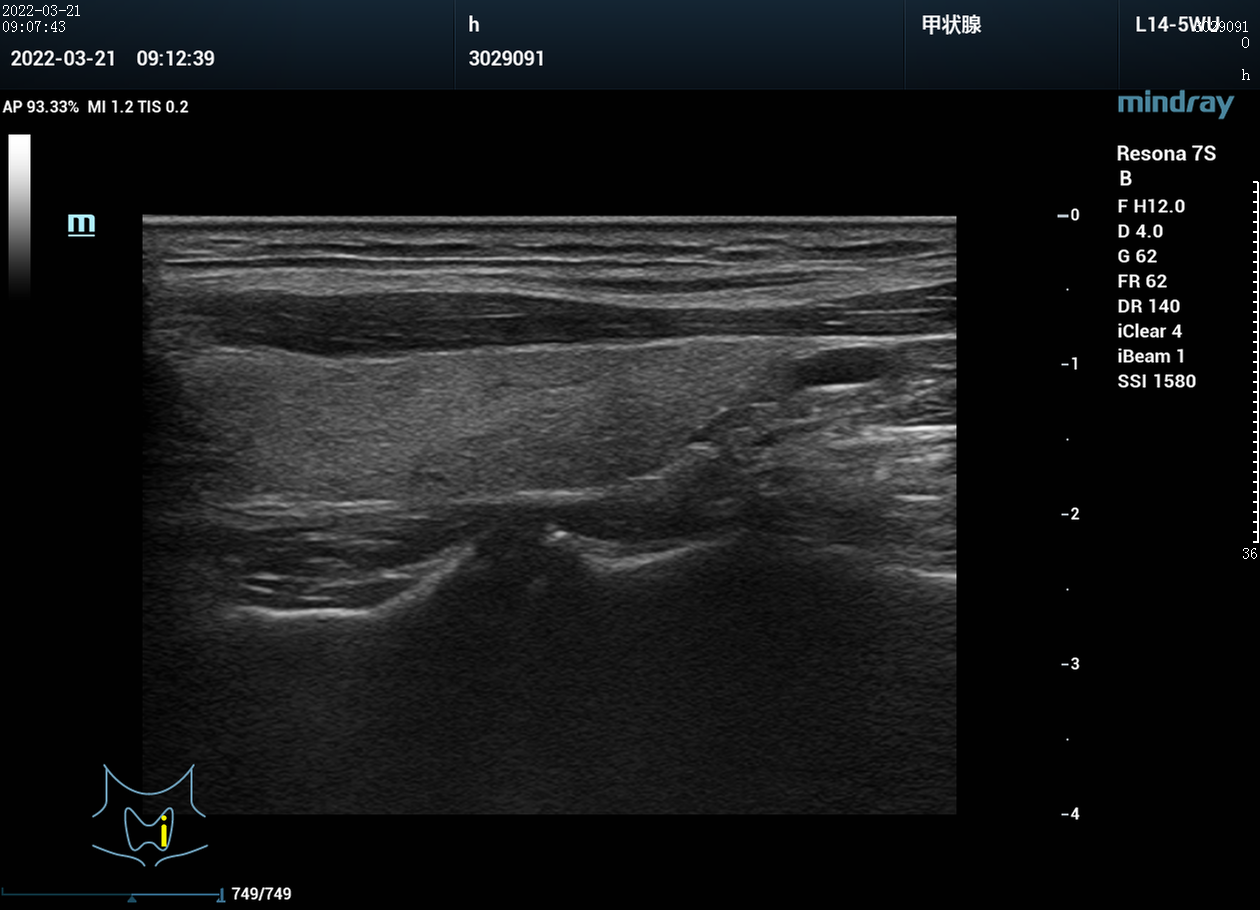 2022-03-21
09:07:43
2022-03-21 09:12:39
h
3029091
甲状腺
L14-5WU
3029091
0
h
AP 93.33% MI 1.2 TIS 0.2
mindray
Resona 7S
B
F H12.0
D 4.0
G 62
FR 62
DR 140
iClear 4
iBeam 1
SSI 1580
m
0
-1
-2
-3
-4
36
749/749